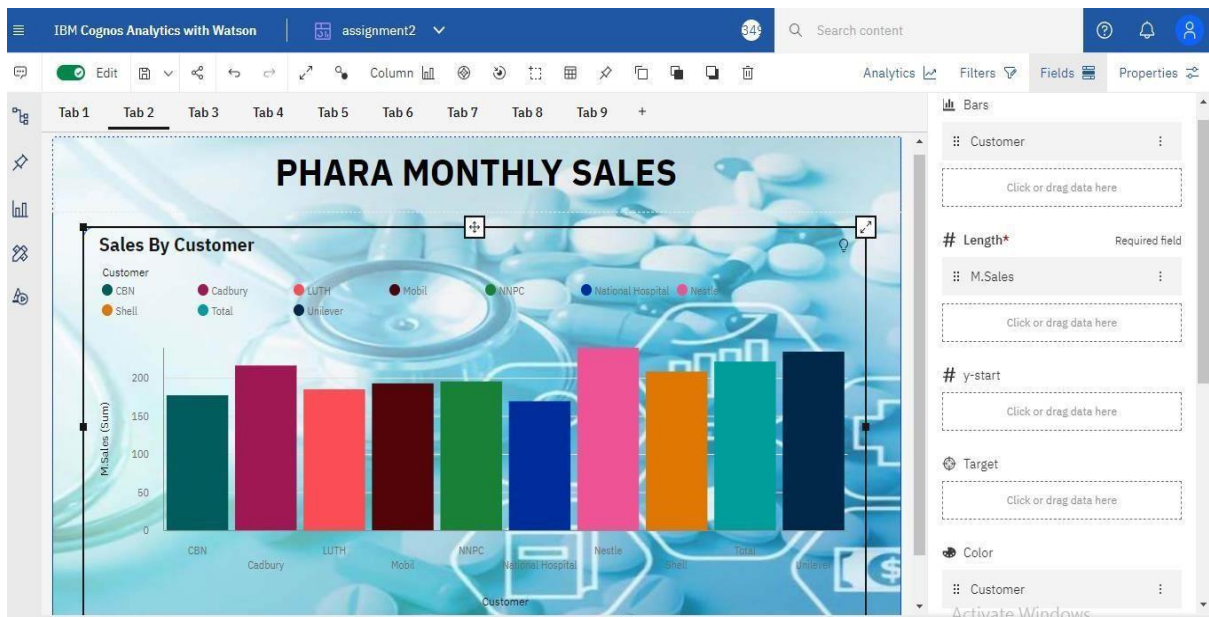 IBM Cognos Analytics with Watson
assignment2
349
Search content
Edit
Column
Analytics
Filters
Fields
Properties
Tab 1 Tab 2 Tab 3 Tab 4 Tab 5 Tab 6 Tab 7 Tab 8 Tab 9 +
PHARA MONTHLY SALES
Sales By Customer
Customer
CBN Cadbury LUTH Mobil NNPC National Hospital Nestle
Shell Total Unilever
M.Sales (Sum)
200
150
100
50
0
CBN LUTH NNPC Nestle Total
Cadbury Mobil National Hospital Shell Unilever
Customer
Bars
Customer
Click or drag data here
# Length* Required field
M.Sales
Click or drag data here
# y-start
Click or drag data here
Target
Click or drag data here
Color
Customer
Activate Windows